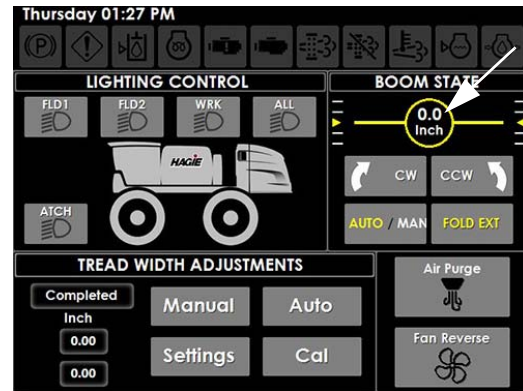 Thursday 01:27 PM
LIGHTING CONTROL
FLD1 FLD2 WRK ALL
HAGIE
ATCH
BOOM STATE
0.0
Inch
CW CCW
AUTO / MAN FOLD EXT
TREAD WIDTH ADJUSTMENTS
Completed
Inch
0.00
0.00
Manual Auto
Settings Cal
Air Purge
Fan Reverse